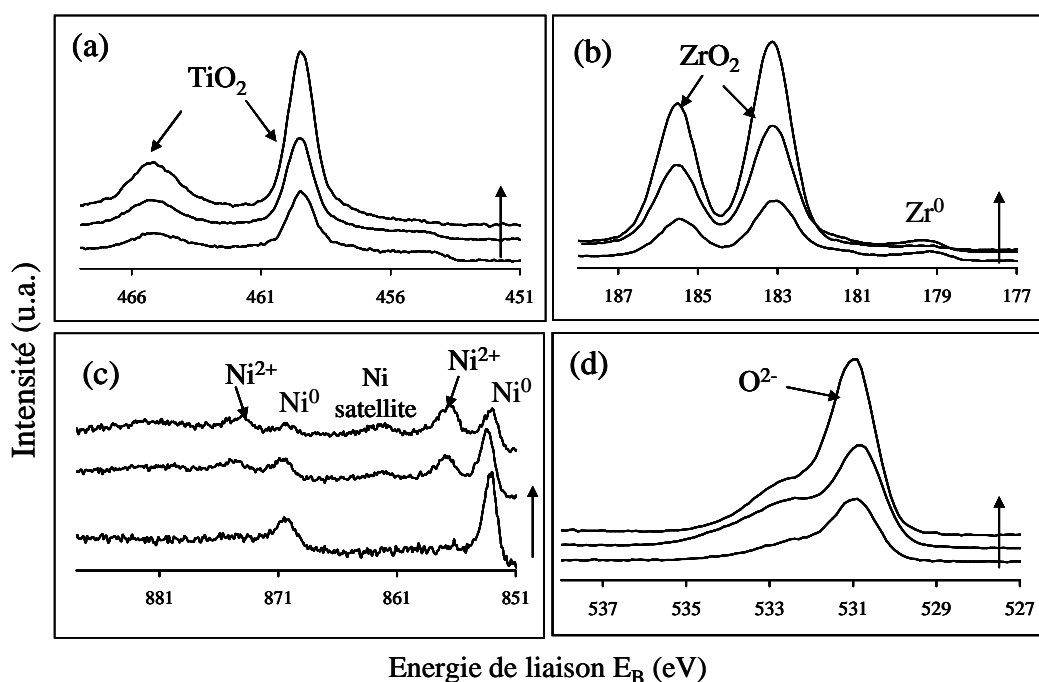 Intensité (u.a.)
(a)
TiO₂
466 461 456 451
(b)
ZrO₂
Zr⁰
187 185 183 181 179 177
(c)
Ni²⁺
Ni⁰
Ni
satellite
Ni²⁺
Ni⁰
881 871 861 851
(d)
O²⁻
537 535 533 531 529 527
Energie de liaison E_B (eV)